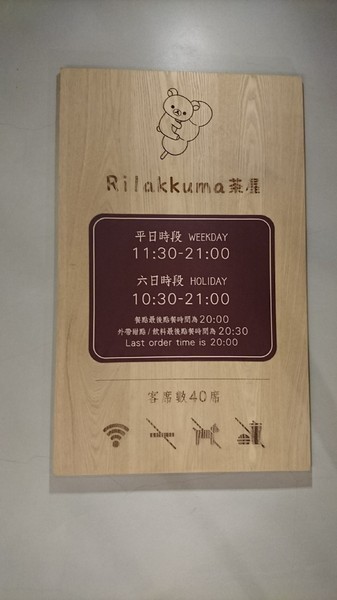 Rilakkuma茶屋
平日時段 WEEKDAY
11:30-21:00
六日時段 HOLIDAY
10:30-21:00
餐點最後點餐時間為20:00
外帶甜點/飲料最後點餐時間為20:30
Last order time is 20:00
客席數40席